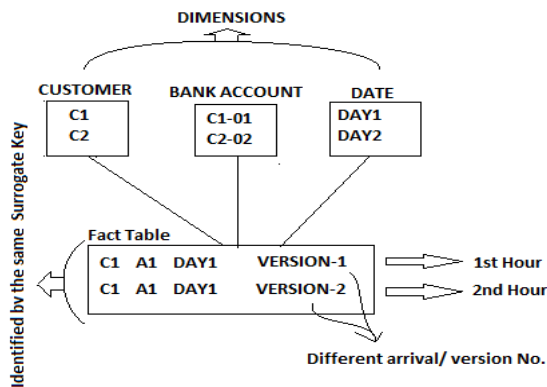 DIMENSIONS
CUSTOMER BANK ACCOUNT DATE
C1 C1-01 DAY1
C2 C2-02 DAY2
Identified by the same Surrogate Key
Fact Table
C1 A1 DAY1 VERSION-1 1st Hour
C1 A1 DAY1 VERSION-2 2nd Hour
Different arrival/ version No.